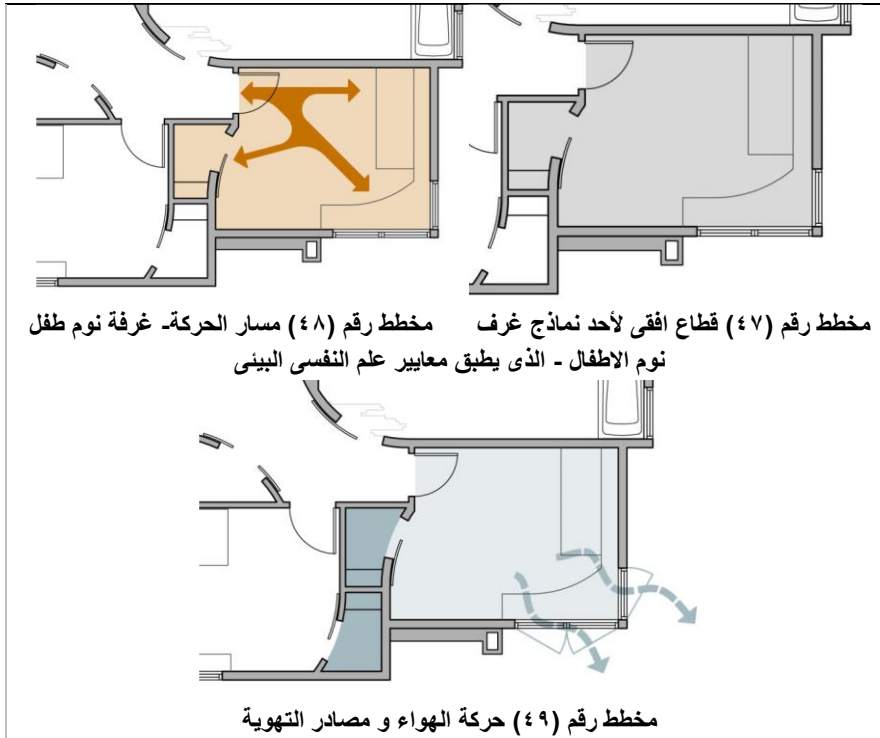 مخطط رقم (٤٧) قطاع افقى لأحد نماذج غرف
نوم الاطفال - الذى يطبق معايير علم النفسى البيئى
مخطط رقم (٤٨) مسار الحركة- غرفة نوم طفل
مخطط رقم (٤٩) حركة الهواء و مصادر التهوية